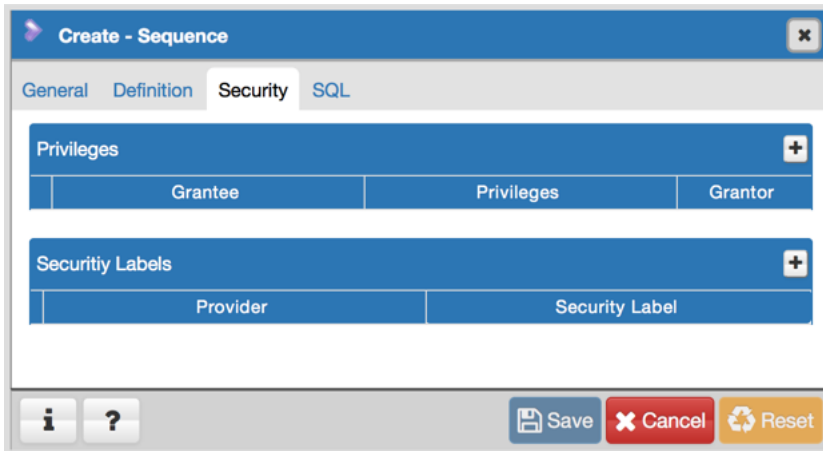 Create - Sequence
General Definition Security SQL
Privileges
Grantee Privileges Grantor
Securitiy Labels
Provider Security Label
i ? Save Cancel Reset